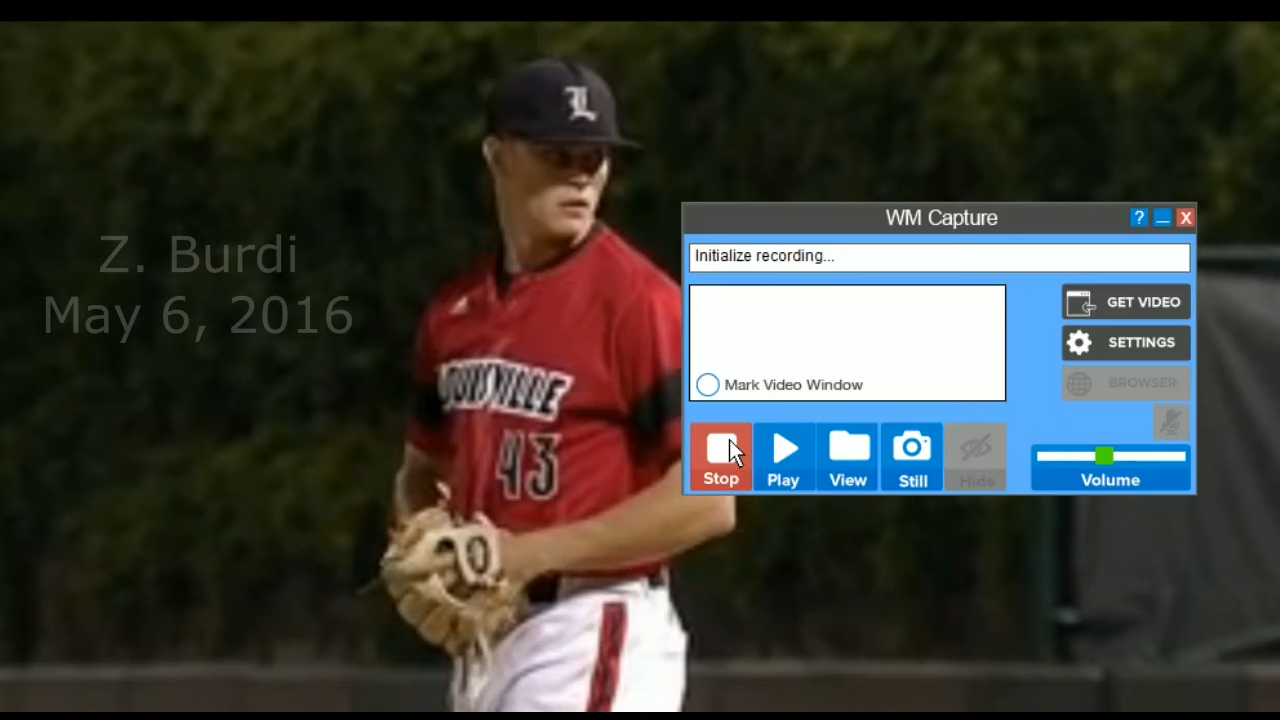 L
Z. Burdi
May 6, 2016
LOUISVILLE
43
WM Capture
? _ X
Initialize recording...
Mark Video Window
GET VIDEO
SETTINGS
BROWSER
Stop
Play
View
Still
Hide
Volume